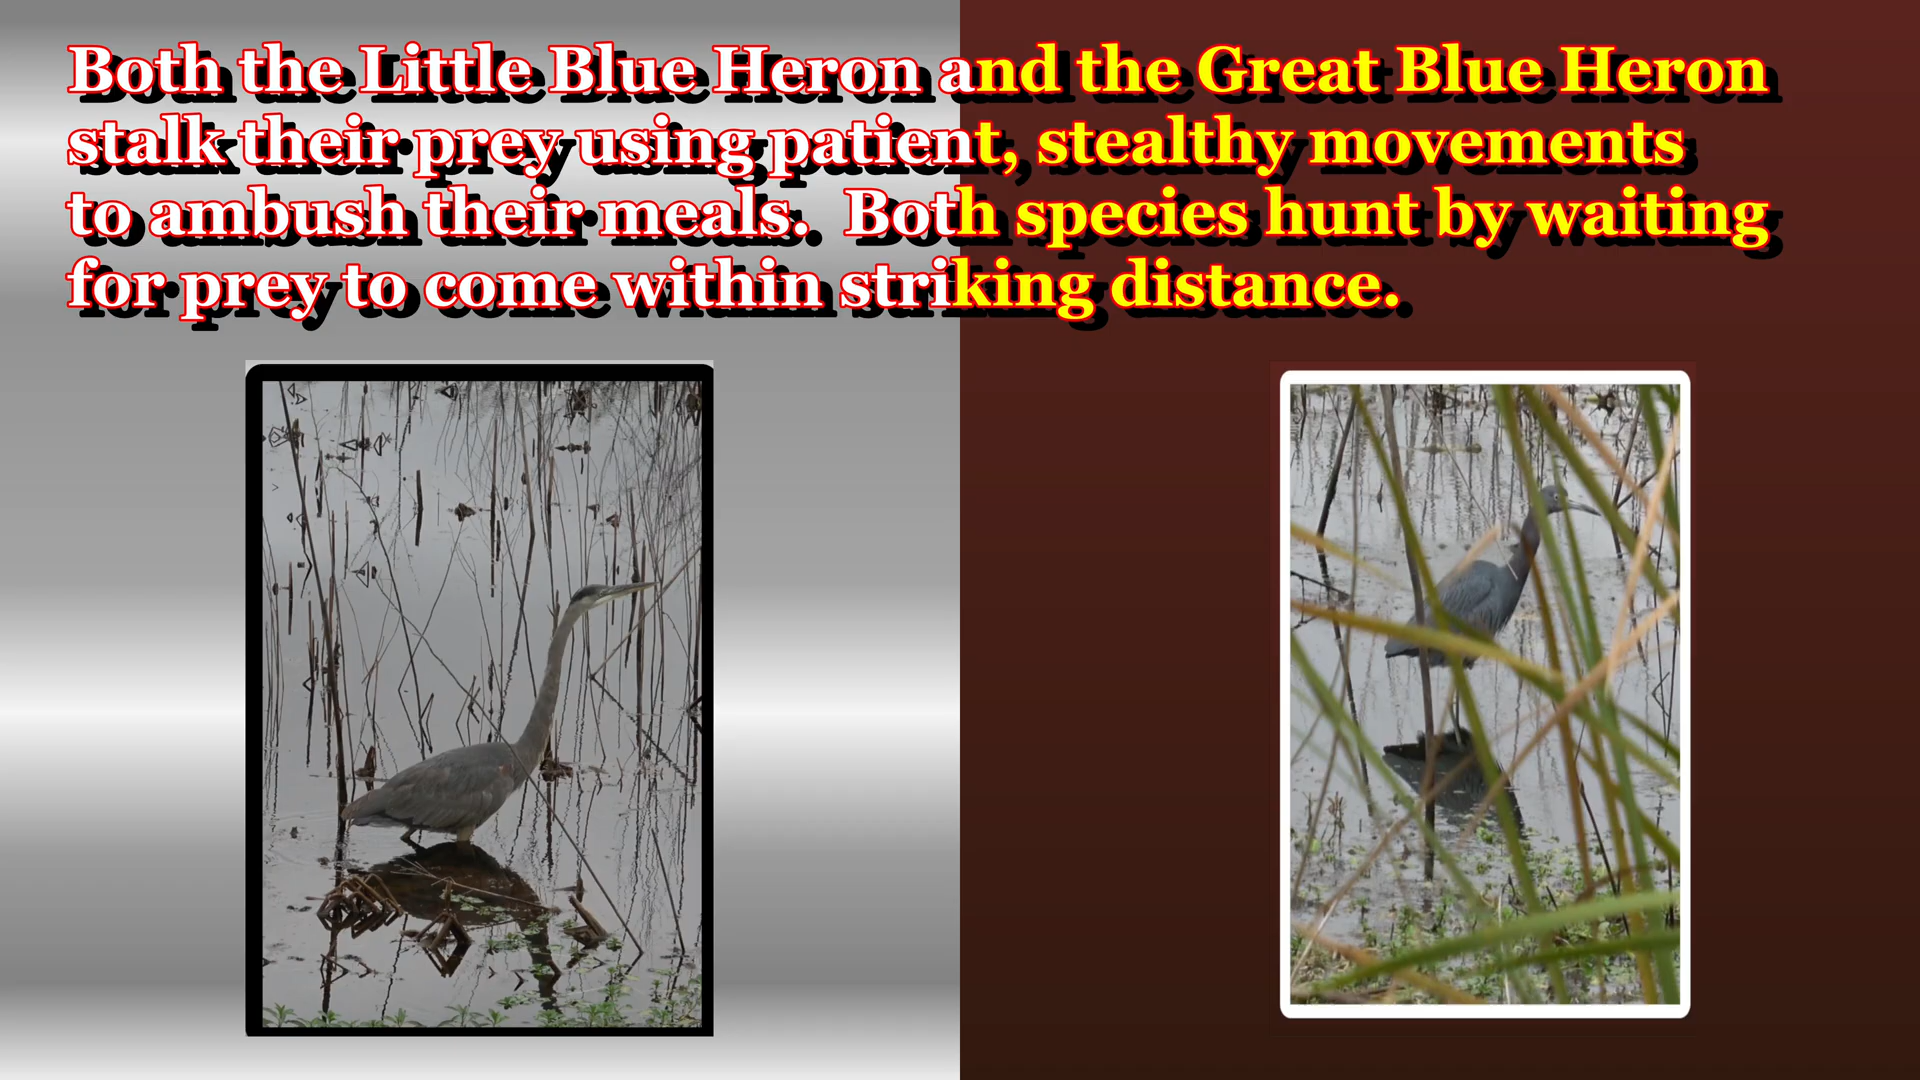 Both the Little Blue Heron and the Great Blue Heron
stalk their prey using patient, stealthy movements
to ambush their meals.  Both species hunt by waiting
for prey to come within striking distance.